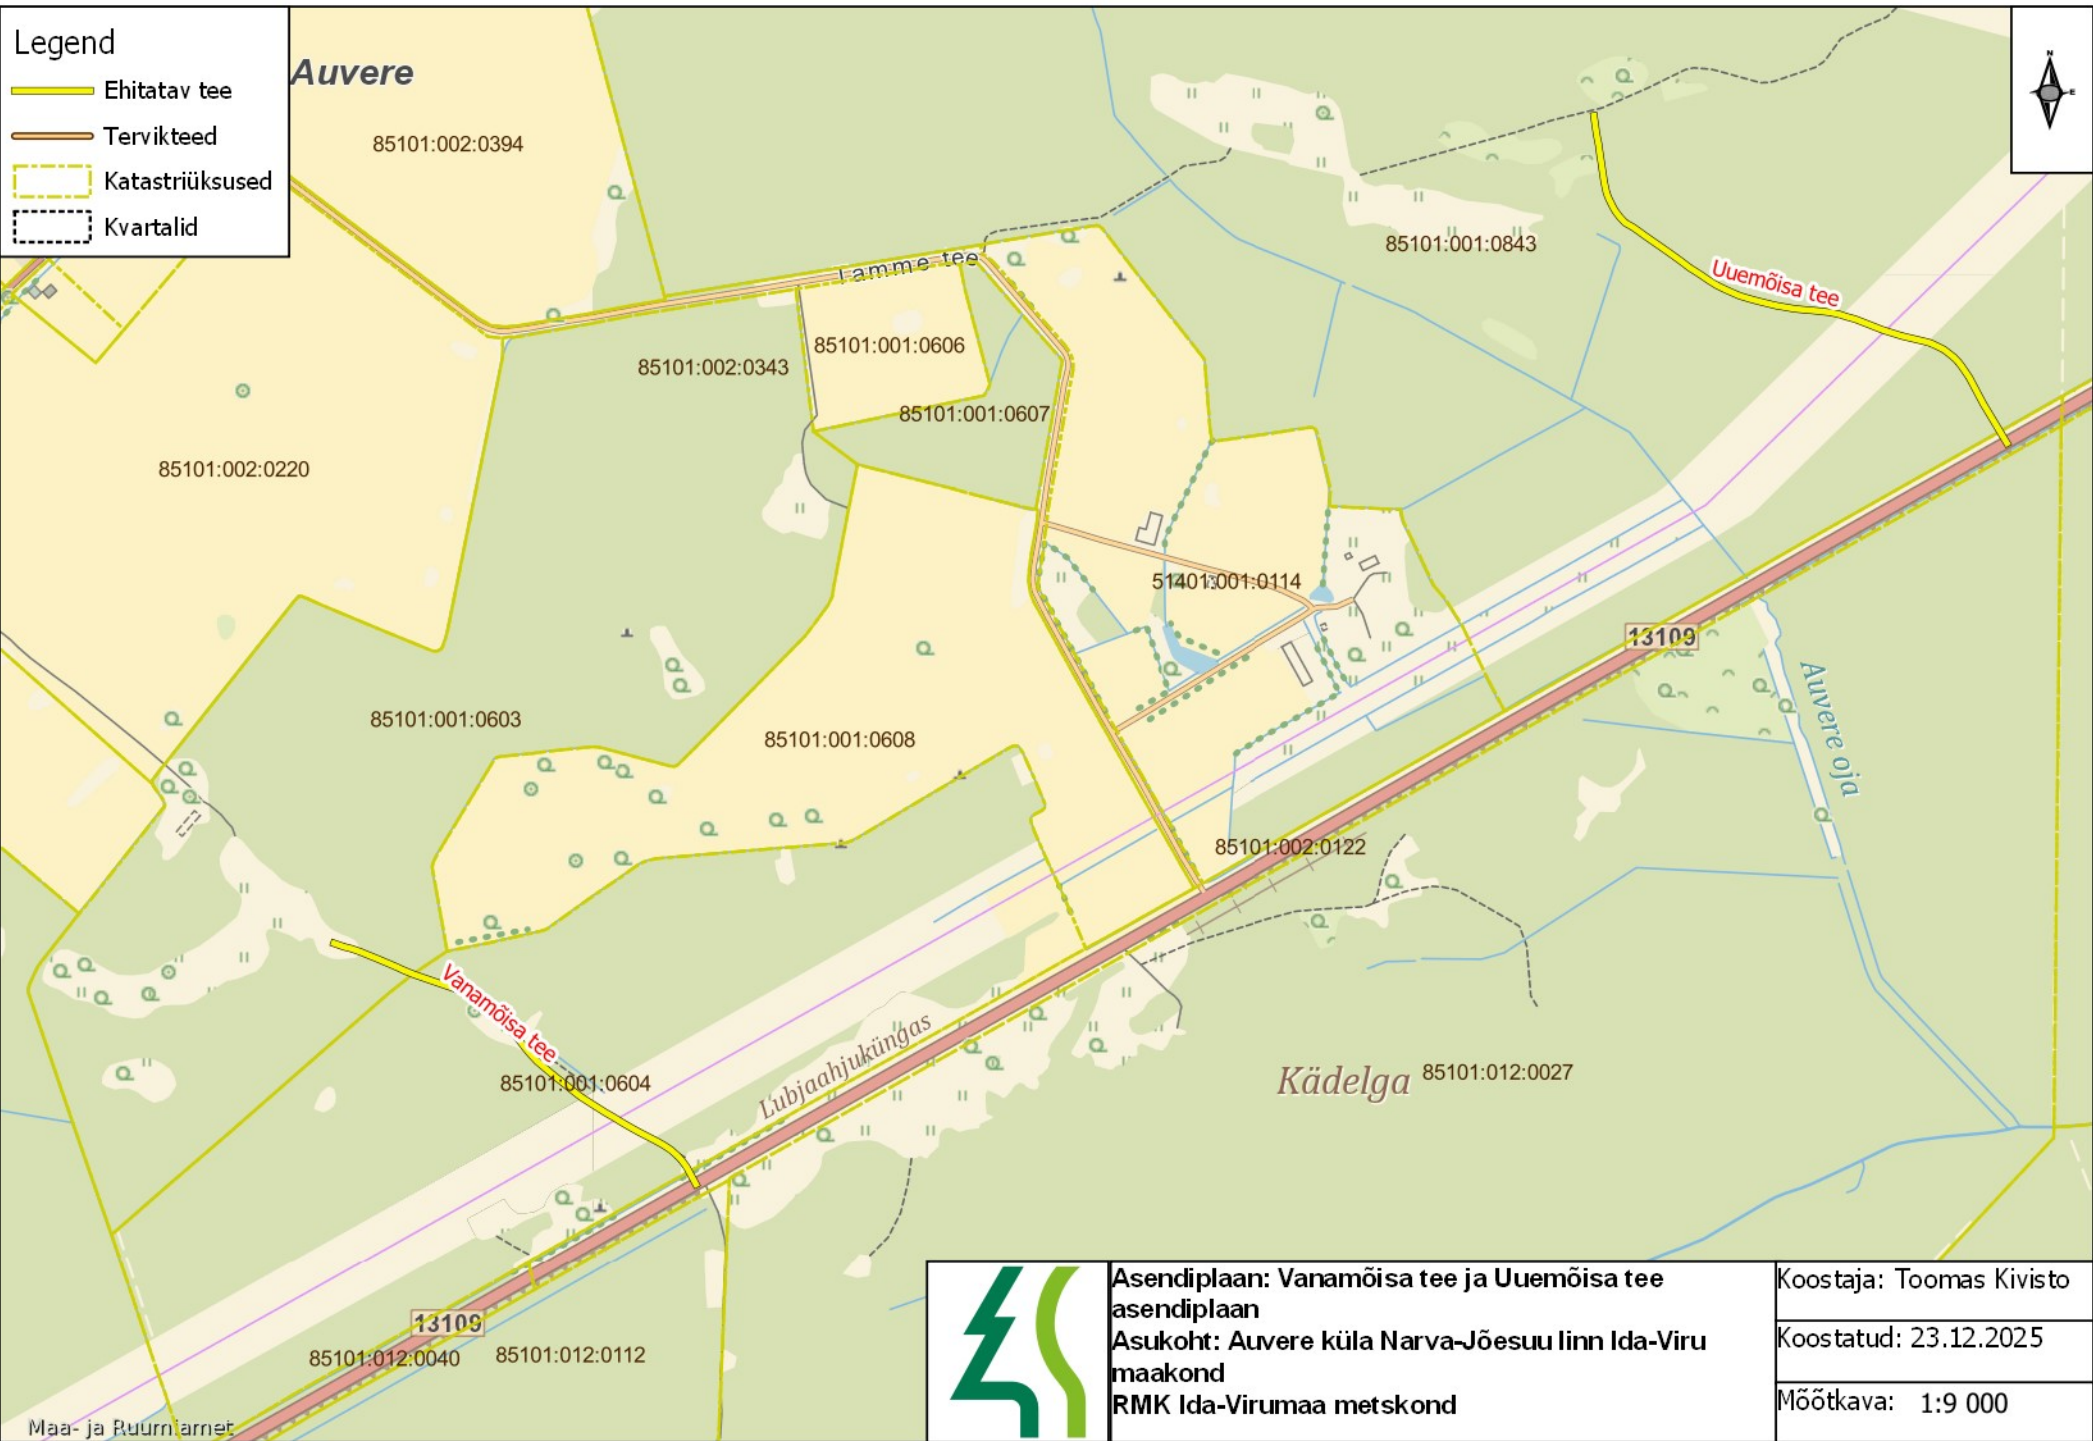 Legend
Ehitatav tee
Tervikteed
Katastriüksused
Kvartalid
Auvere
85101:002:0394
N
E
85101:001:0843
Lamme tee
Uuemõisa tee
85101:001:0606
85101:002:0343
85101:001:0607
85101:002:0220
51401:001:0114
13109
Auvere oja
85101:001:0603
85101:001:0608
85101:002:0122
Vanamõisa tee
85101:001:0604
Lubjaahjuküngas
Kädelga
85101:012:0027
13109
85101:012:0040
85101:012:0112
Maa- ja Ruumiamet
Asendiplaan: Vanamõisa tee ja Uuemõisa tee
asendiplaan
Asukoht: Auvere küla Narva-Jõesuu linn Ida-Viru
maakond
RMK Ida-Virumaa metskond
Koostaja: Toomas Kivisto
Koostatud: 23.12.2025
Mõõtkava: 1:9 000